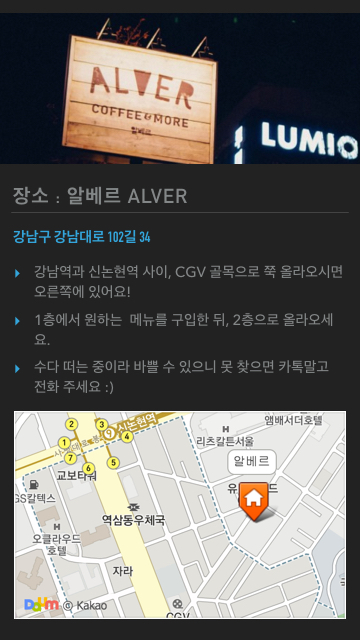 ALVER
COFFEE&MORE
알베르
LUMIO
장소 : 알베르 ALVER
강남구 강남대로 102길 34
강남역과 신논현역 사이, CGV 골목으로 쭉 올라오시면
오른쪽에 있어요!
1층에서 원하는 메뉴를 구입한 뒤, 2층으로 올라오세
요.
수다 떠는 중이라 바쁠 수 있으니 못 찾으면 카톡말고
전화 주세요 :)
앰배서더호텔
2
3
4
신논현역
9
1
7
6
5
리츠칼튼서울
알베르
교보타워
GS칼텍스
역삼동우체국
오클라우드
호텔
자라
CGV
Daum @ Kakao